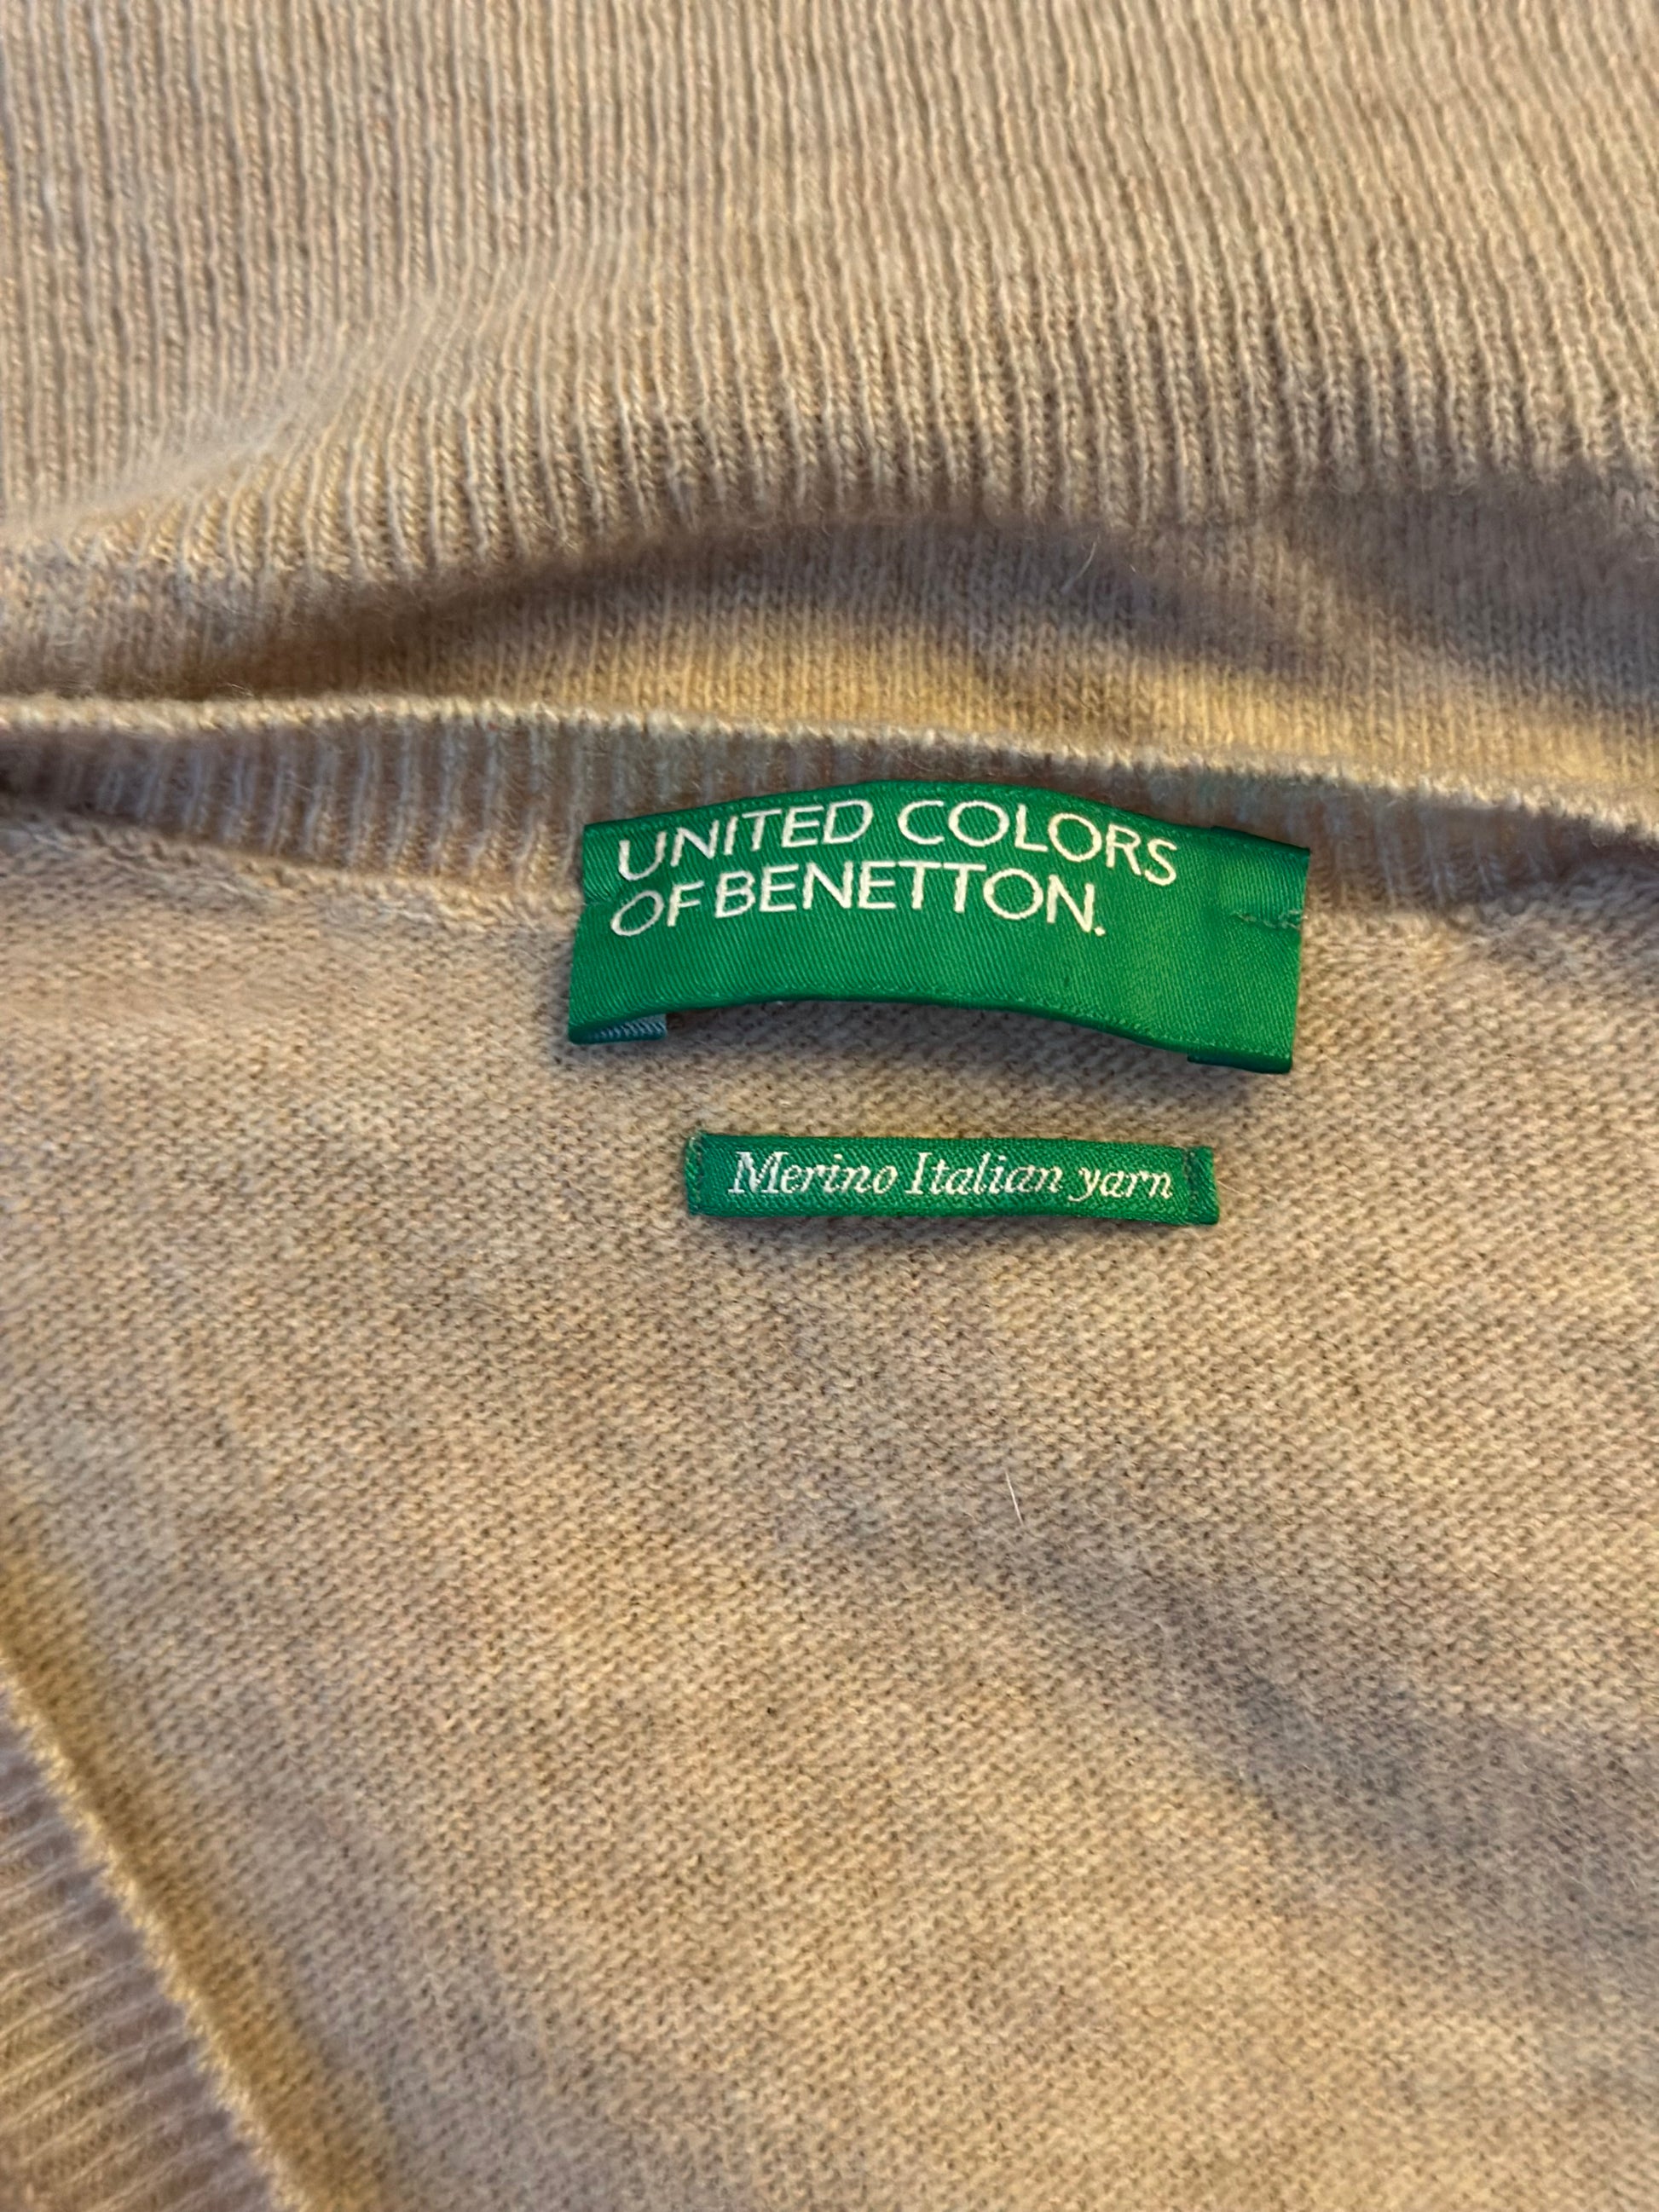 UNITED COLORS
OF BENETTON.
Merino Italian yarn